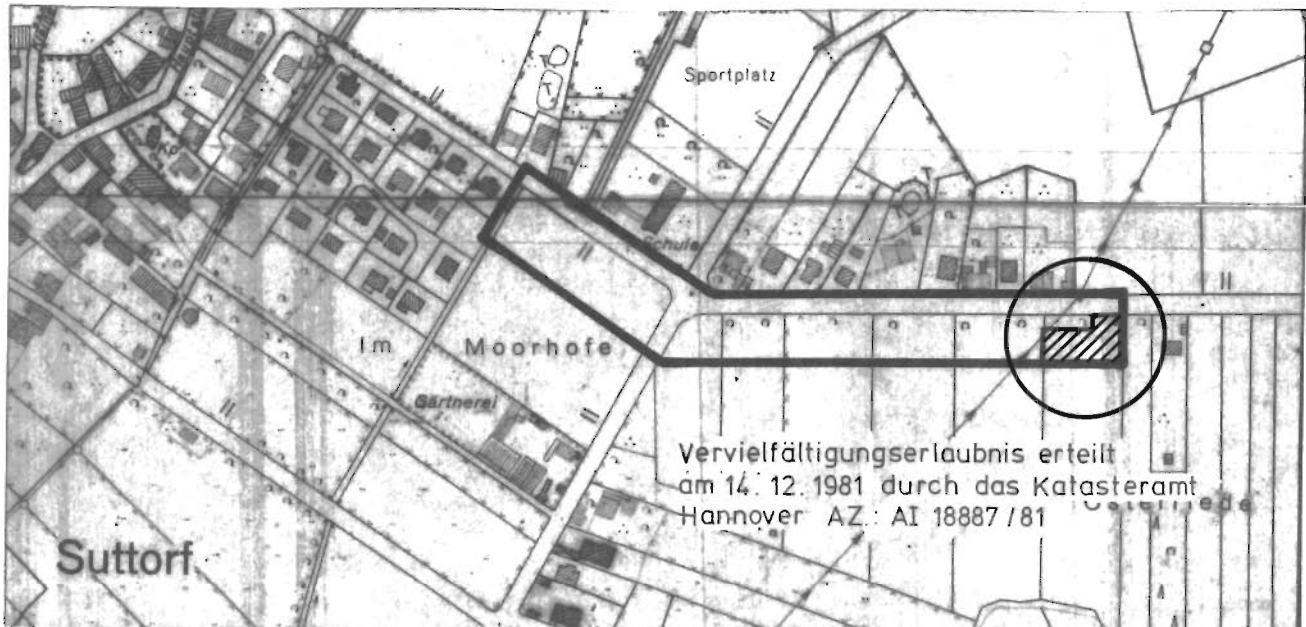 Sportplatz
Kp
Schule
Im Moorhofe
Gärtnerei
Vervielfältigungserlaubnis erteilt
am 14. 12. 1981 durch das Katasteramt
Hannover AZ.: AI 18887/81
Suttorf